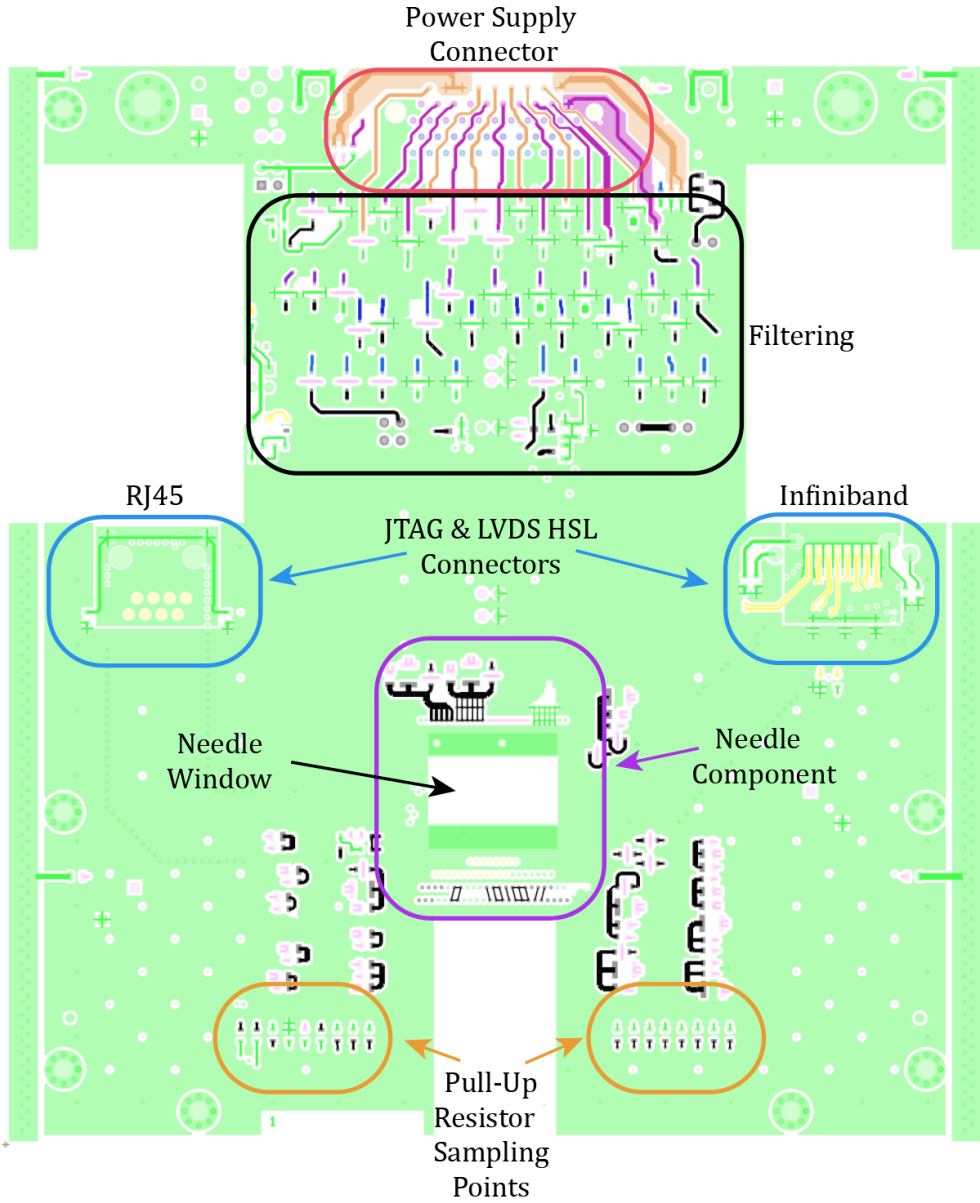 Power Supply
Connector
Filtering
RJ45
Infiniband
JTAG & LVDS HSL
Connectors
Needle
Window
Needle
Component
Pull-Up
Resistor
Sampling
Points
1